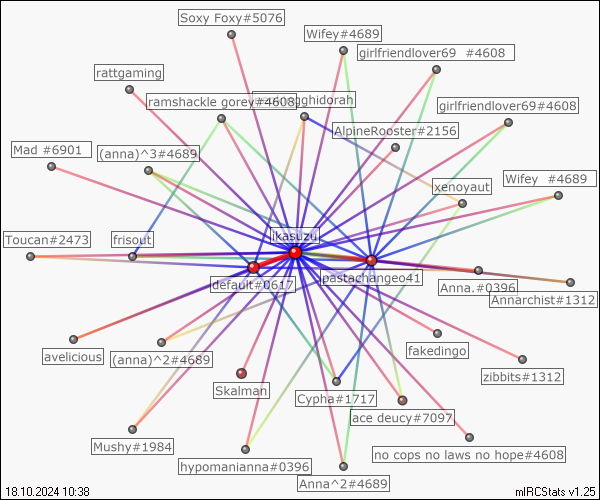 Soxy Foxy#5076
Wifey#4689
girlfriendlover69 #4608
rattgaming
ramshackle gorey#4608
gghidorah
girlfriendlover69#4608
AlpineRooster#2156
Mad #6901
(anna)^3#4689
xenoyaut
Wifey #4689
Toucan#2473
frisout
ikasuzu
default#0617
pastachangeo41
Anna.#0396
Annarchist#1312
avelicious
(anna)^2#4689
fakedingo
zibbits#1312
Skalman
Cypha#1717
ace deucy#7097
Mushy#1984
no cops no laws no hope#4608
hypomanianna#0396
Anna^2#4689
18.10.2024 10:38
mIRCStats v1.25